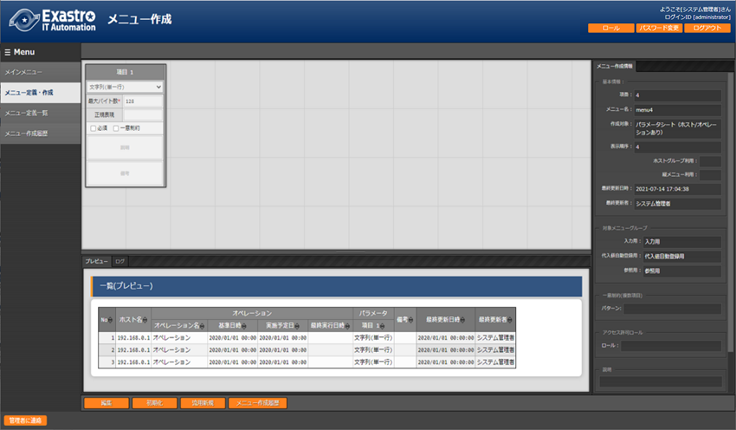 Exastro
IT Automation
メニュー作成
ようこそ[システム管理者]さん
ログインID [administrator]
ロール
パスワード変更
ログアウト
Menu
メインメニュー
メニュー定義・作成
メニュー定義一覧
メニュー作成履歴
項目 1
文字列(単一行)
最大バイト数*
128
正規表現
必須
一意制約
説明
備考
プレビュー
ログ
一覧(プレビュー)
No
ホスト名
オペレーション
パラメータ
備考
最終更新日時
最終更新者
オペレーション名
基準日時
実施予定日
最終実行日時
項目 1
1 192.168.0.1 オペレーション 2020/01/01 00:00 2020/01/01 00:00 文字列(単一行) 2020/01/01 00:00:00 システム管理者
2 192.168.0.1 オペレーション 2020/01/01 00:00 2020/01/01 00:00 文字列(単一行) 2020/01/01 00:00:00 システム管理者
3 192.168.0.1 オペレーション 2020/01/01 00:00 2020/01/01 00:00 文字列(単一行) 2020/01/01 00:00:00 システム管理者
編集
初期化
流用新規
メニュー作成履歴
管理者に連絡
メニュー作成情報
基本情報
項番： 4
メニュー名：
作成対象： パラメータシート（ホスト/オペレーションあり）
表示順序： 4
ホストグループ利用：
縦メニュー利用：
最終更新日時： 2021-07-14 17:04:38
最終更新者： システム管理者
対象メニューグループ
入力用： 入力用
代入値自動登録用： 代入値自動登録用
参照用： 参照用
一意制約(複数項目)
パターン：
アクセス許可ロール
ロール：
備考